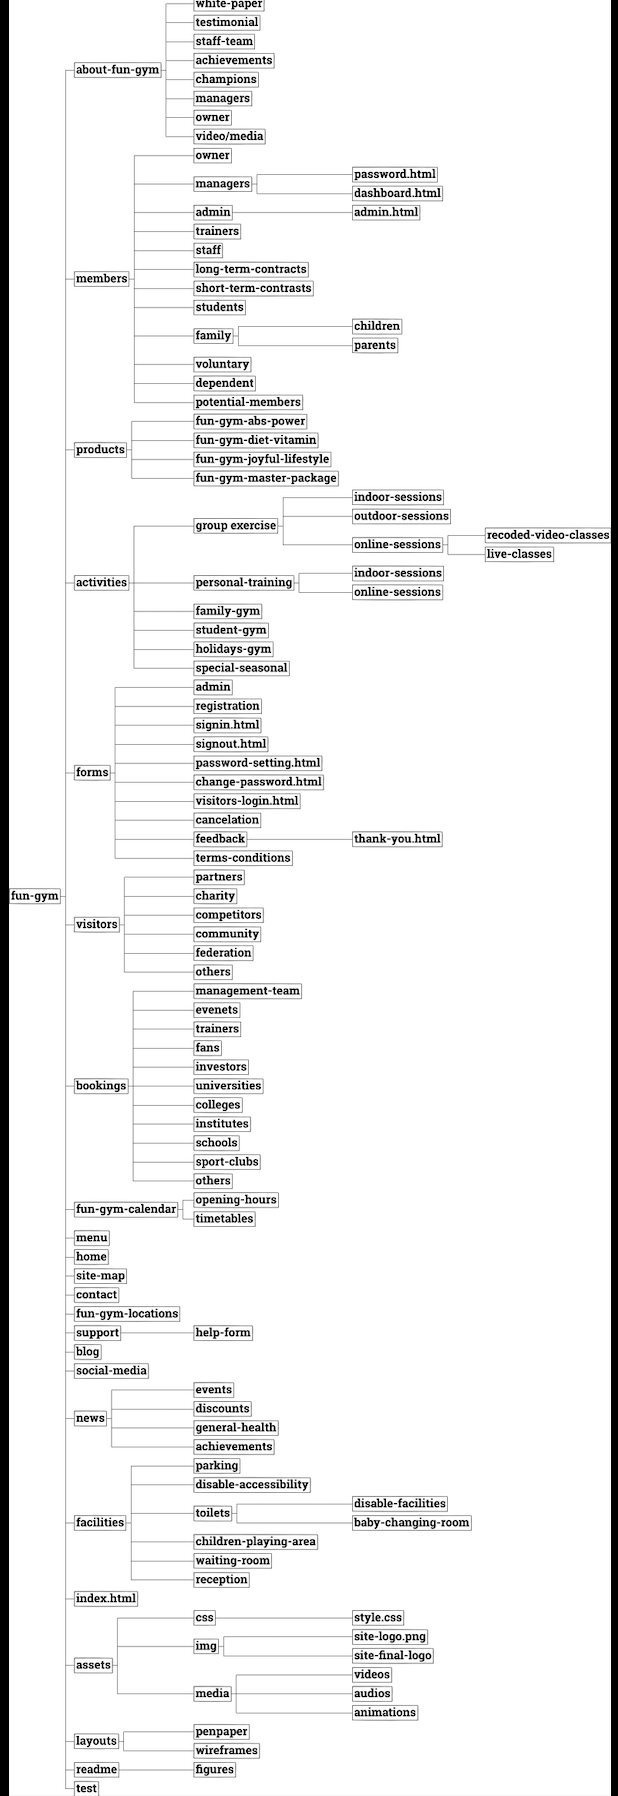 white-paper
testimonial
staff-team
achievements
about-fun-gym
champions
managers
owner
video/media
owner
password.html
managers
dashboard.html
admin
admin.html
trainers
staff
long-term-contracts
members
short-term-contrasts
students
children
family
parents
voluntary
dependent
potential-members
fun-gym-abs-power
fun-gym-diet-vitamin
products
fun-gym-joyful-lifestyle
fun-gym-master-package
indoor-sessions
outdoor-sessions
group exercise
recoded-video-classes
online-sessions
live-classes
indoor-sessions
activities
personal-training
online-sessions
family-gym
student-gym
holidays-gym
special-seasonal
admin
registration
signin.html
signout.html
password-setting.html
forms
change-password.html
visitors-login.html
cancelation
feedback
thank-you.html
terms-conditions
partners
fun-gym
charity
competitors
visitors
community
federation
others
management-team
evenets
trainers
fans
investors
bookings
universities
colleges
institutes
schools
sport-clubs
others
opening-hours
fun-gym-calendar
timetables
menu
home
site-map
contact
fun-gym-locations
support
help-form
blog
social-media
events
discounts
news
general-health
achievements
parking
disable-accessibility
disable-facilities
toilets
facilities
baby-changing-room
children-playing-area
waiting-room
reception
index.html
css
style.css
site-logo.png
img
site-final-logo
assets
videos
media
audios
animations
penpaper
layouts
wireframes
readme
figures
test